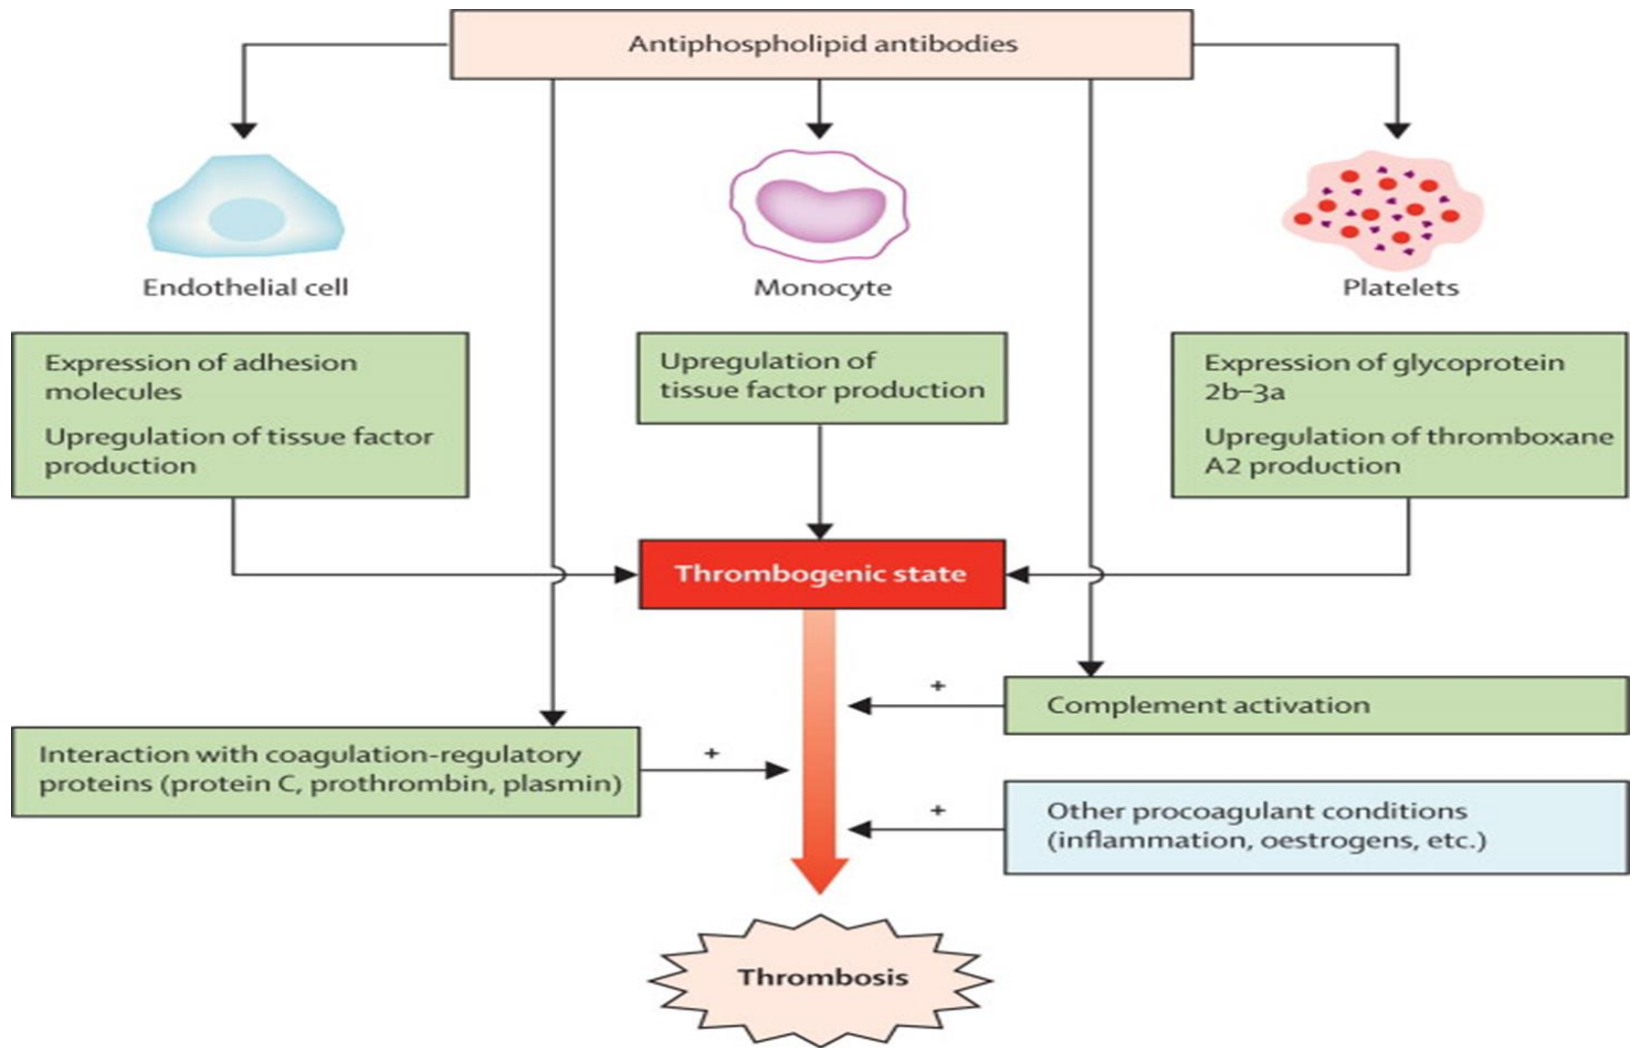 Antiphospholipid antibodies
Endothelial cell
Monocyte
Platelets
Expression of adhesion
molecules
Upregulation of tissue factor
production
Upregulation of
tissue factor production
Expression of glycoprotein
2b–3a
Upregulation of thromboxane
A2 production
Thrombogenic state
+
Complement activation
Interaction with coagulation-regulatory
proteins (protein C, prothrombin, plasmin)
+
+
Other procoagulant conditions
(inflammation, oestrogens, etc.)
Thrombosis